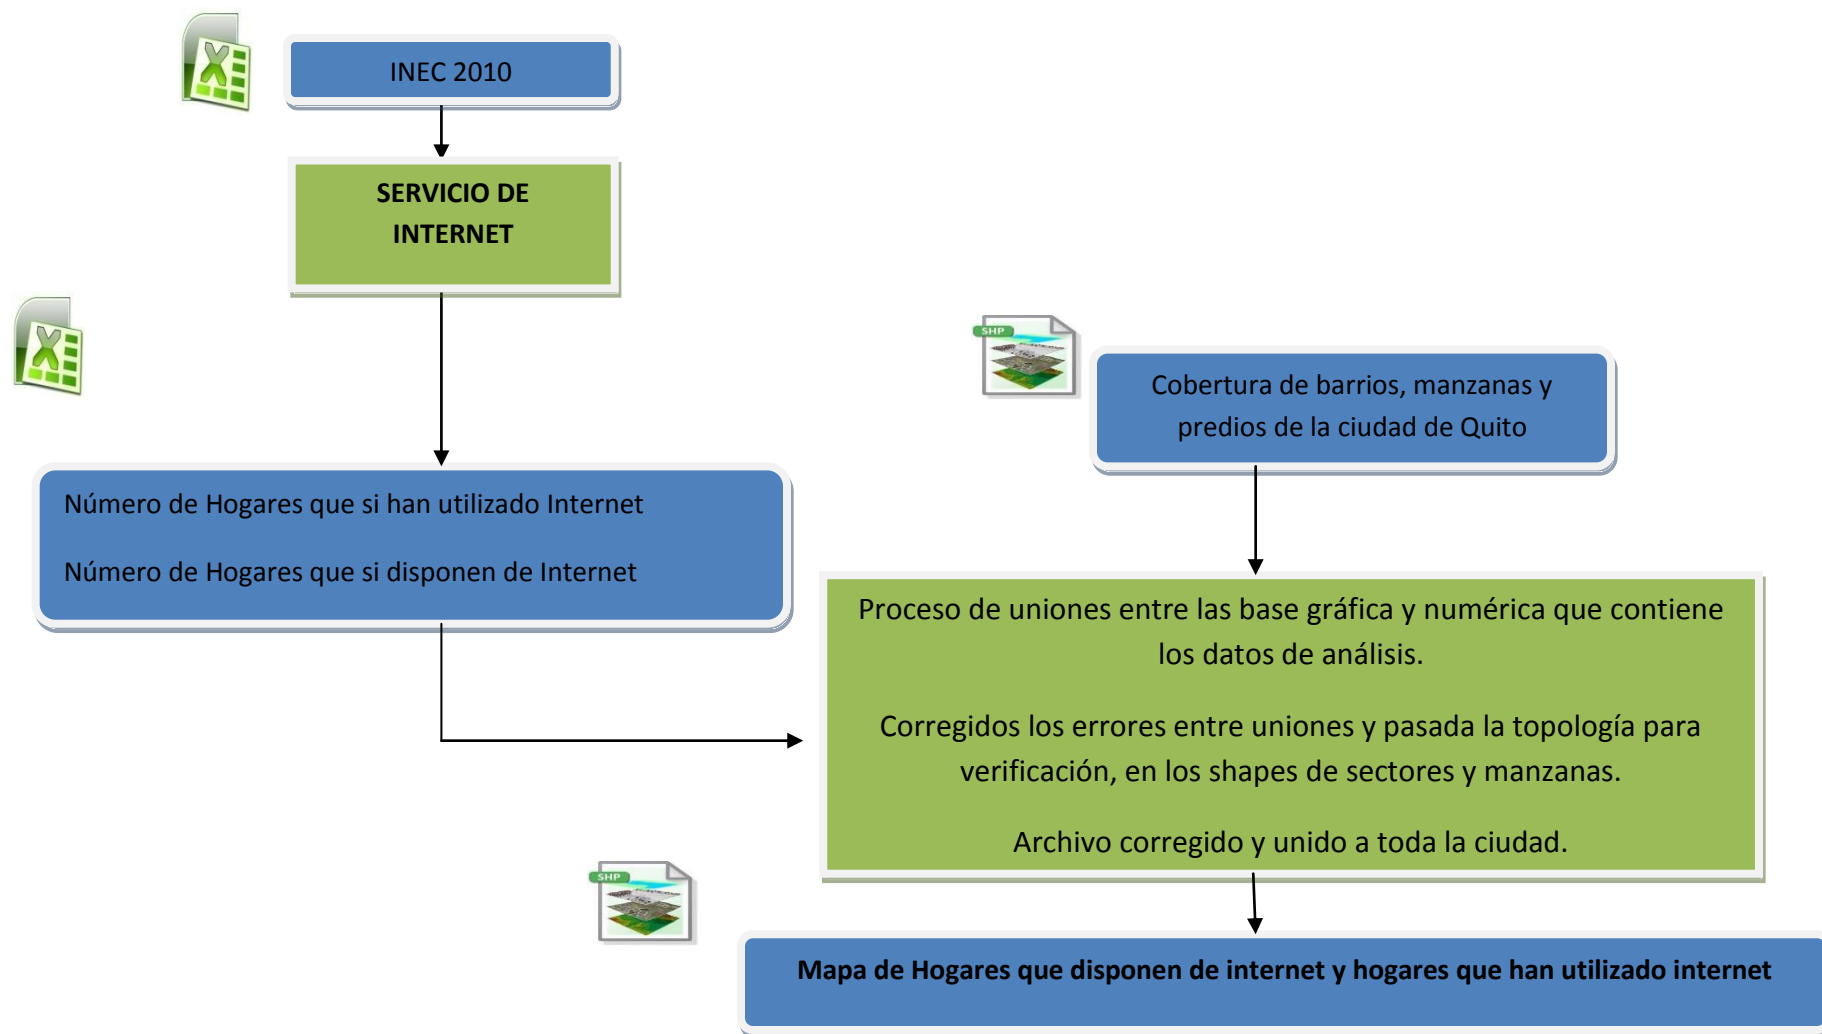 INEC 2010
SERVICIO DE
INTERNET
SHP
Cobertura de barrios, manzanas y
predios de la ciudad de Quito
Número de Hogares que si han utilizado Internet
Número de Hogares que si disponen de Internet
Proceso de uniones entre las base gráfica y numérica que contiene
los datos de análisis.
Corregidos los errores entre uniones y pasada la topología para
verificación, en los shapes de sectores y manzanas.
Archivo corregido y unido a toda la ciudad.
SHP
Mapa de Hogares que disponen de internet y hogares que han utilizado internet